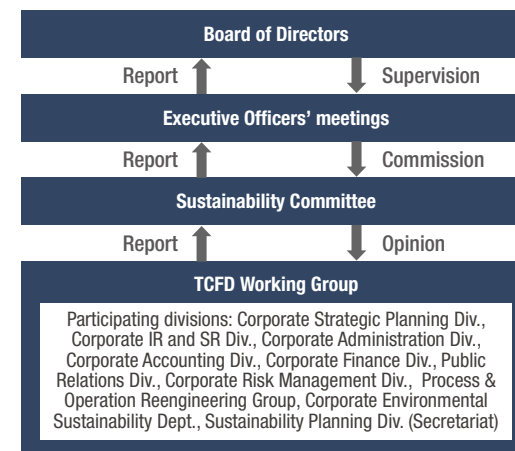 Board of Directors
Report Supervision
Executive Officers’ meetings
Report Commission
Sustainability Committee
Report Opinion
TCFD Working Group
Participating divisions: Corporate Strategic Planning Div.,
Corporate IR and SR Div., Corporate Administration Div.,
Corporate Accounting Div., Corporate Finance Div., Public
Relations Div., Corporate Risk Management Div., Process &
Operation Reengineering Group, Corporate Environmental
Sustainability Dept., Sustainability Planning Div. (Secretariat)